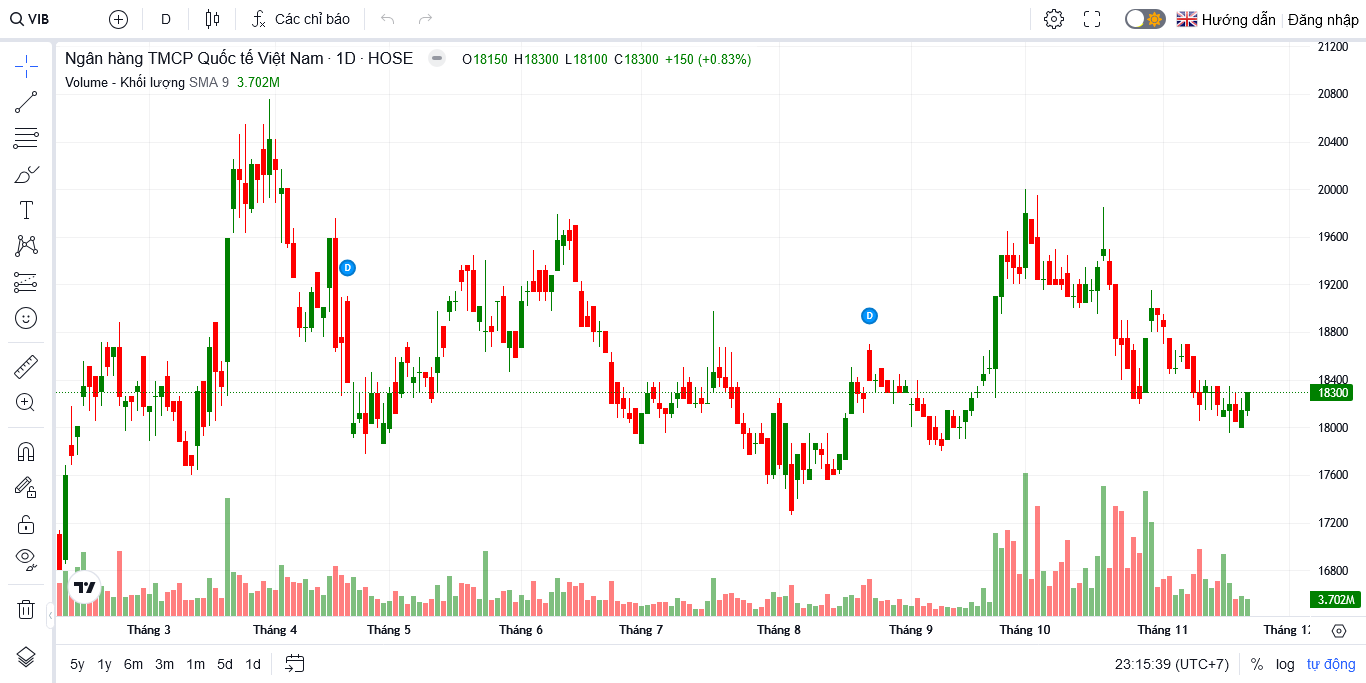 VIB D Các chỉ báo Hướng dẫn Đăng nhập
Ngân hàng TMCP Quốc tế Việt Nam · 1D · HOSE O18150 H18300 L18100 C18300 +150 (+0.83%)
Volume - Khối lượng SMA 9 3.702M
21200
20800
20400
20000
19600
19200
18800
18400
18300
18000
17600
17200
16800
3.702M
D
D
Tháng 3 Tháng 4 Tháng 5 Tháng 6 Tháng 7 Tháng 8 Tháng 9 Tháng 10 Tháng 11 Tháng 12
5y 1y 6m 3m 1m 5d 1d 23:15:39 (UTC+7) % log tự động